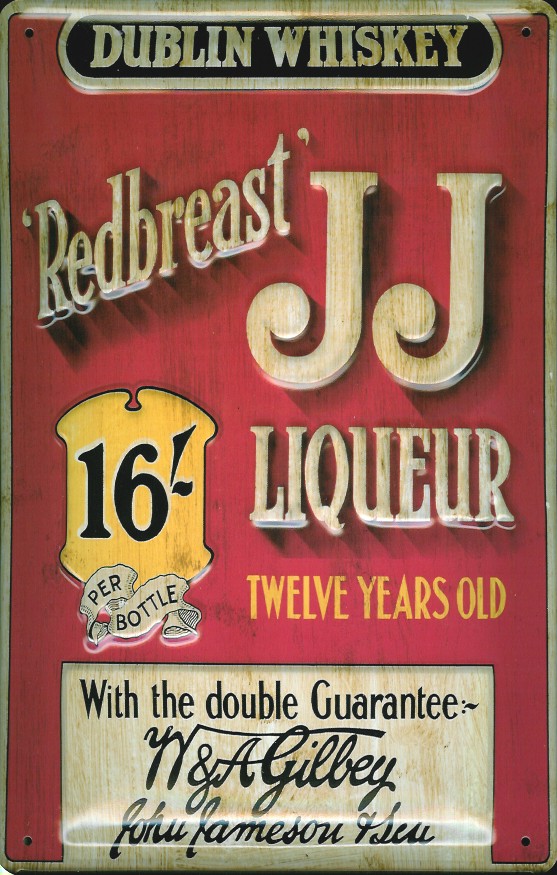 DUBLIN WHISKEY
'Redbreast'
JJ
LIQUEUR
16/-
PER
BOTTLE
TWELVE YEARS OLD
With the double Guarantee:~
W&A Gilbey
John Jameson & Son